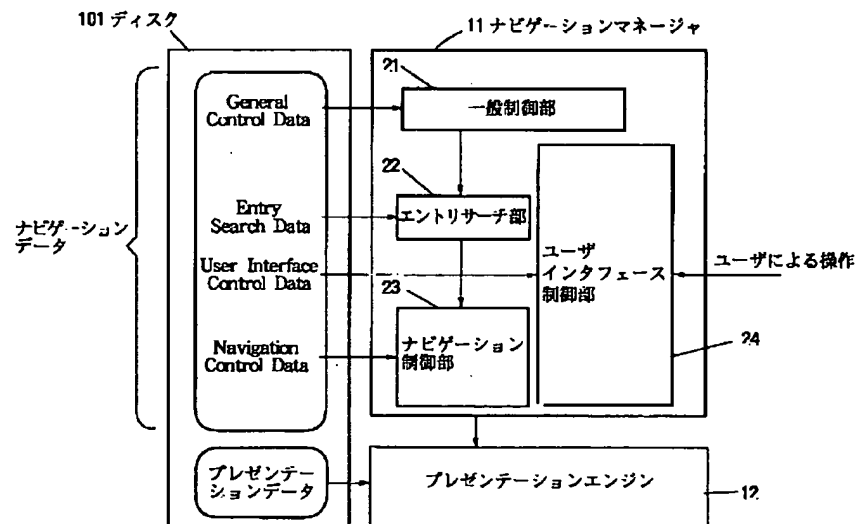 101 ディスク
11 ナビゲーションマネージャ
General
Control Data
21
一般制御部
22
Entry
Search Data
エントリサーチ部
ナビゲーション
データ
User Interface
Control Data
ユーザ
インタフェース
制御部
ユーザによる操作
23
Navigation
Control Data
ナビゲーション
制御部
24
プレゼンテー
ションデータ
プレゼンテーションエンジン
12